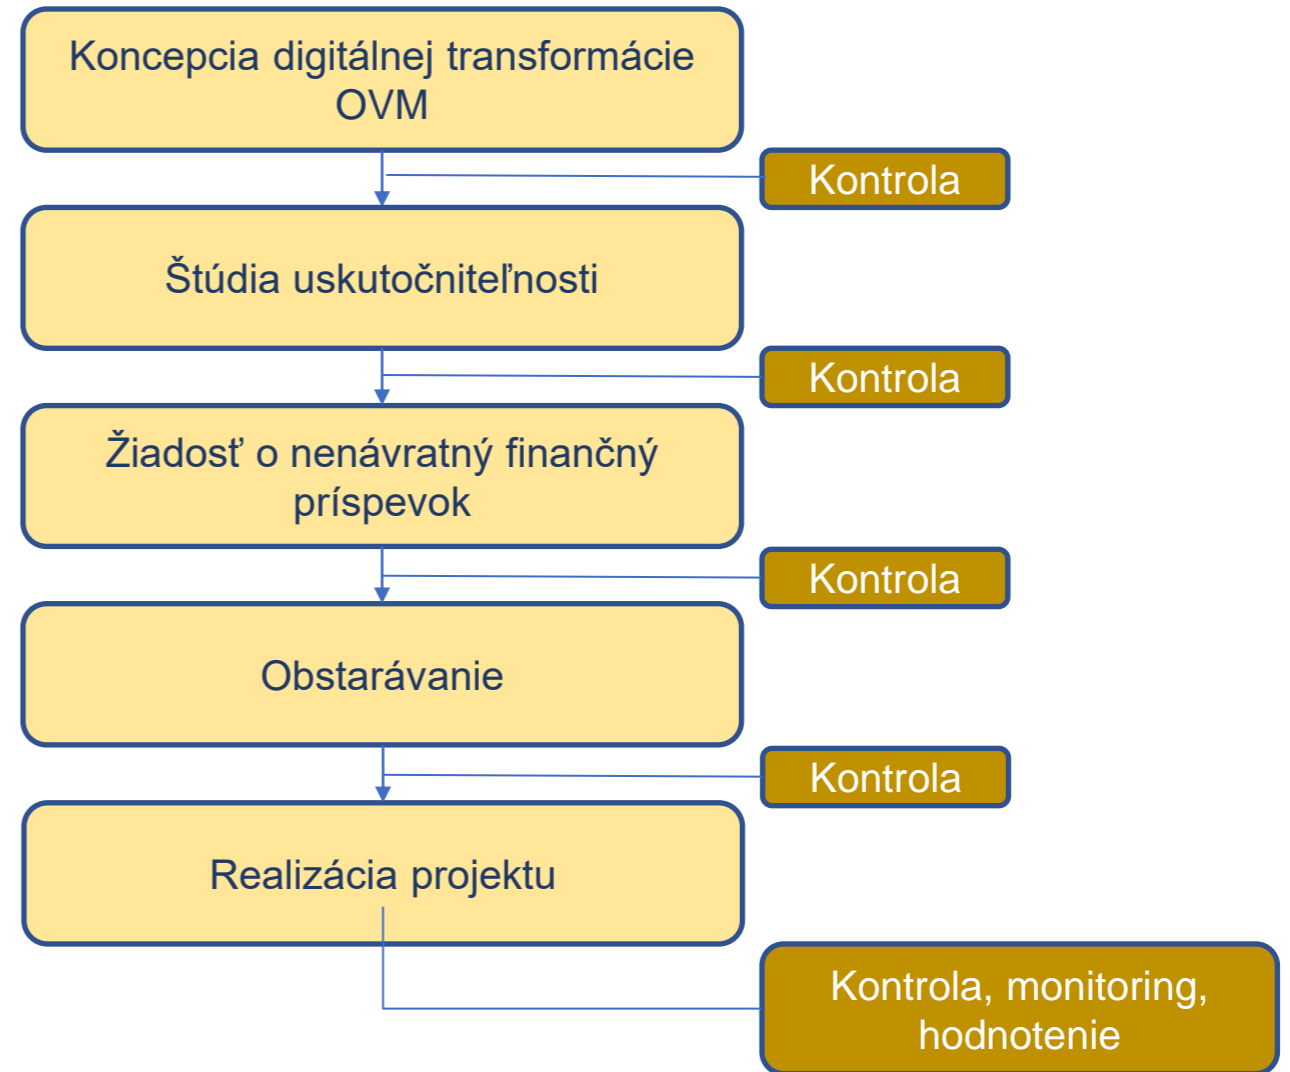 Koncepcia digitálnej transformácie
OVM
Kontrola
Štúdia uskutočniteľnosti
Kontrola
Žiadosť o nenávratný finančný
príspevok
Kontrola
Obstarávanie
Kontrola
Realizácia projektu
Kontrola, monitoring,
hodnotenie